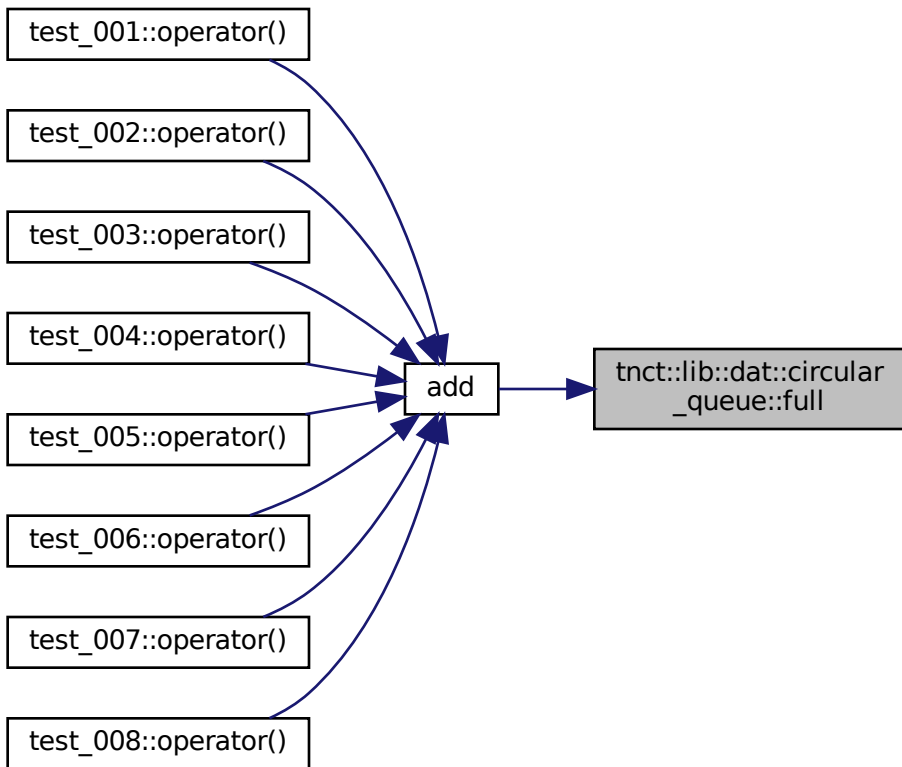 test_001::operator()
test_002::operator()
test_003::operator()
test_004::operator()
test_005::operator()
test_006::operator()
test_007::operator()
test_008::operator()
add
tnct::lib::dat::circular
_queue::full